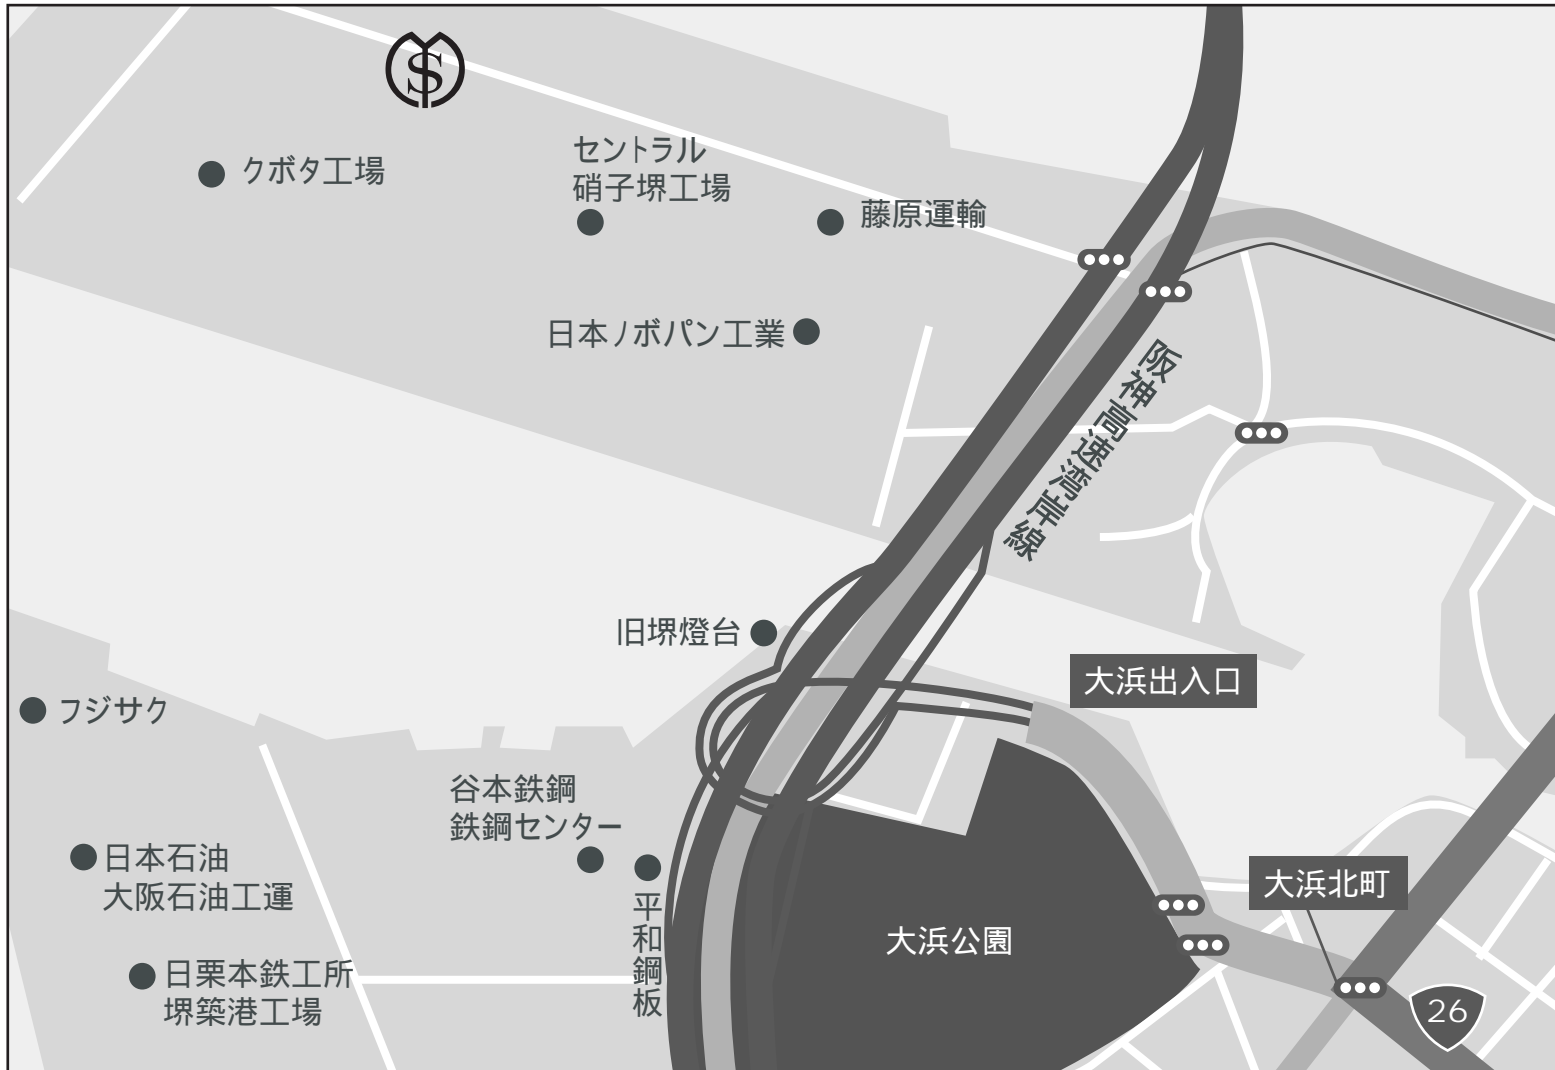 クボタ工場
セントラル
硝子堺工場
藤原運輸
日本ノボパン工業
阪神高速湾岸線
旧堺燈台
大浜出入口
フジサク
谷本鉄鋼
鉄鋼センター
日本石油
大阪石油工運
平和鋼板
大浜公園
大浜北町
日栗本鉄工所
堺築港工場
26